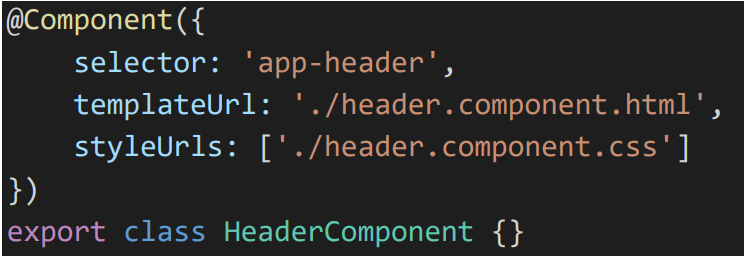 @Component({
    selector: 'app-header',
    templateUrl: './header.component.html',
    styleUrls: ['./header.component.css']
})
export class HeaderComponent {}